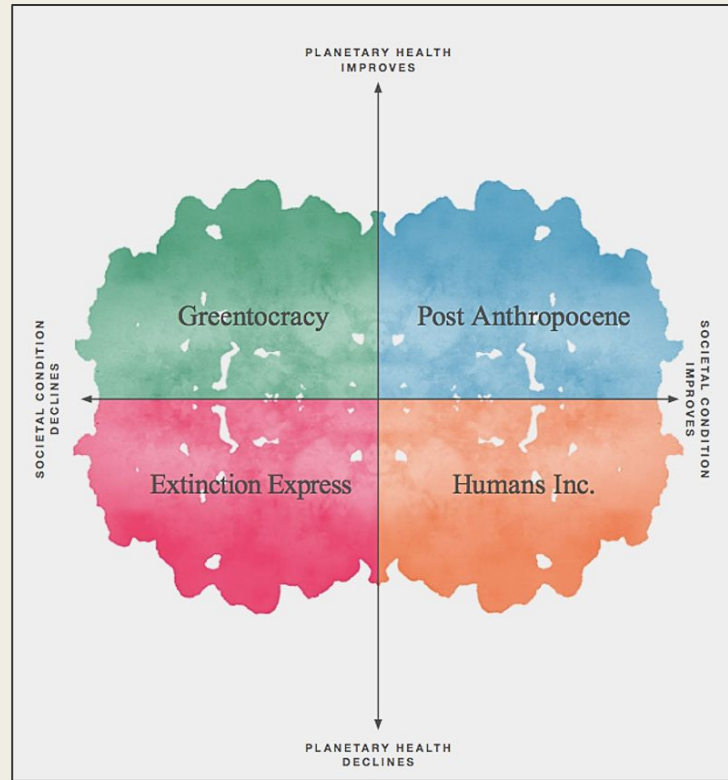 PLANETARY HEALTH
IMPROVES
Greentocracy
Post Anthropocene
SOCIETAL CONDITION
DECLINES
SOCIETAL CONDITION
IMPROVES
Extinction Express
Humans Inc.
PLANETARY HEALTH
DECLINES